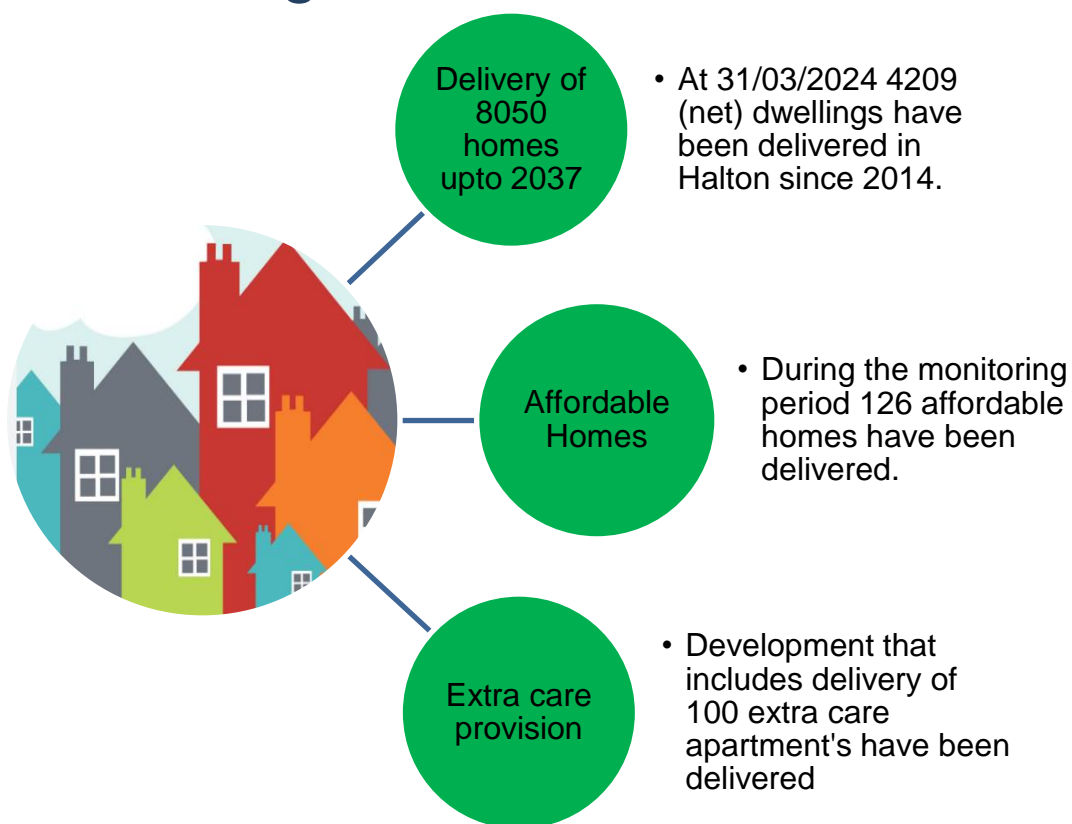 Delivery of
8050
homes
upto 2037
• At 31/03/2024 4209
(net) dwellings have
been delivered in
Halton since 2014.
Affordable
Homes
• During the monitoring
period 126 affordable
homes have been
delivered.
Extra care
provision
• Development that
includes delivery of
100 extra care
apartment's have been
delivered